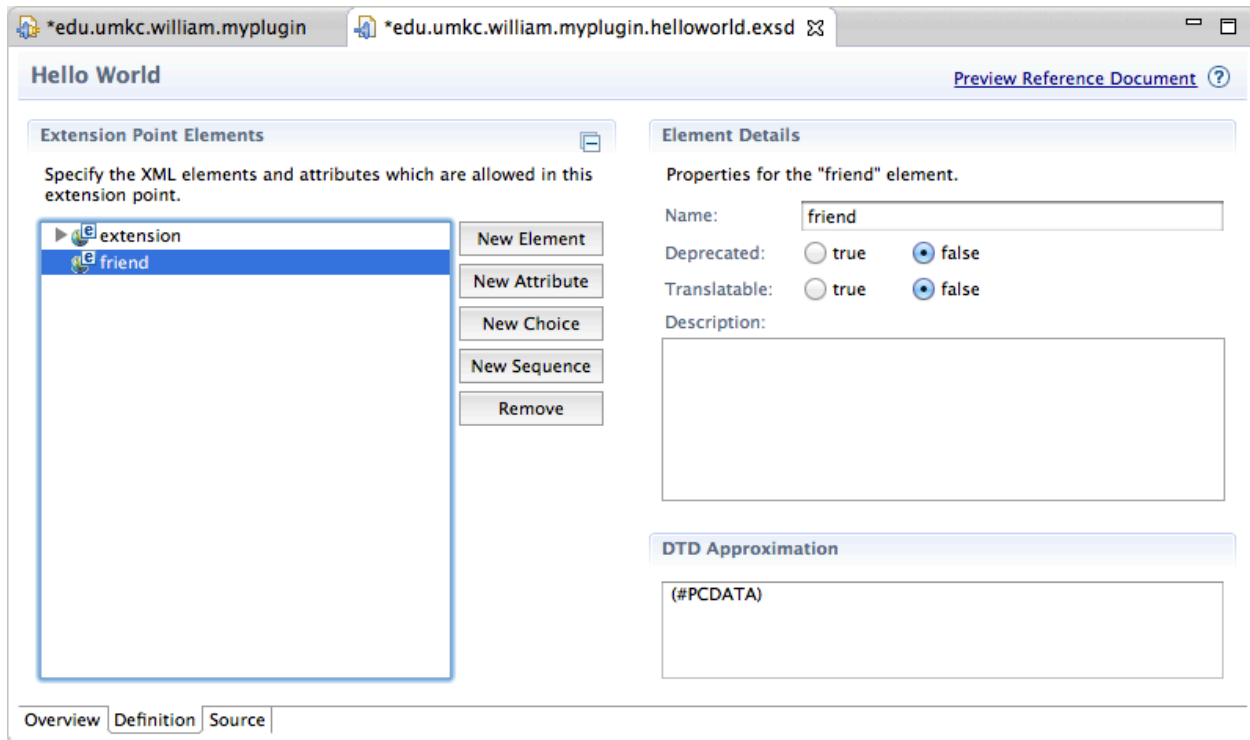 *edu.umkc.william.myplugin
*edu.umkc.william.myplugin.helloworld.exsd
Hello World
Preview Reference Document
?
Extension Point Elements
Specify the XML elements and attributes which are allowed in this
extension point.
extension
friend
New Element
New Attribute
New Choice
New Sequence
Remove
Element Details
Properties for the "friend" element.
Name: friend
Deprecated: true false
Translatable: true false
Description:
DTD Approximation
(#PCDATA)
Overview Definition Source